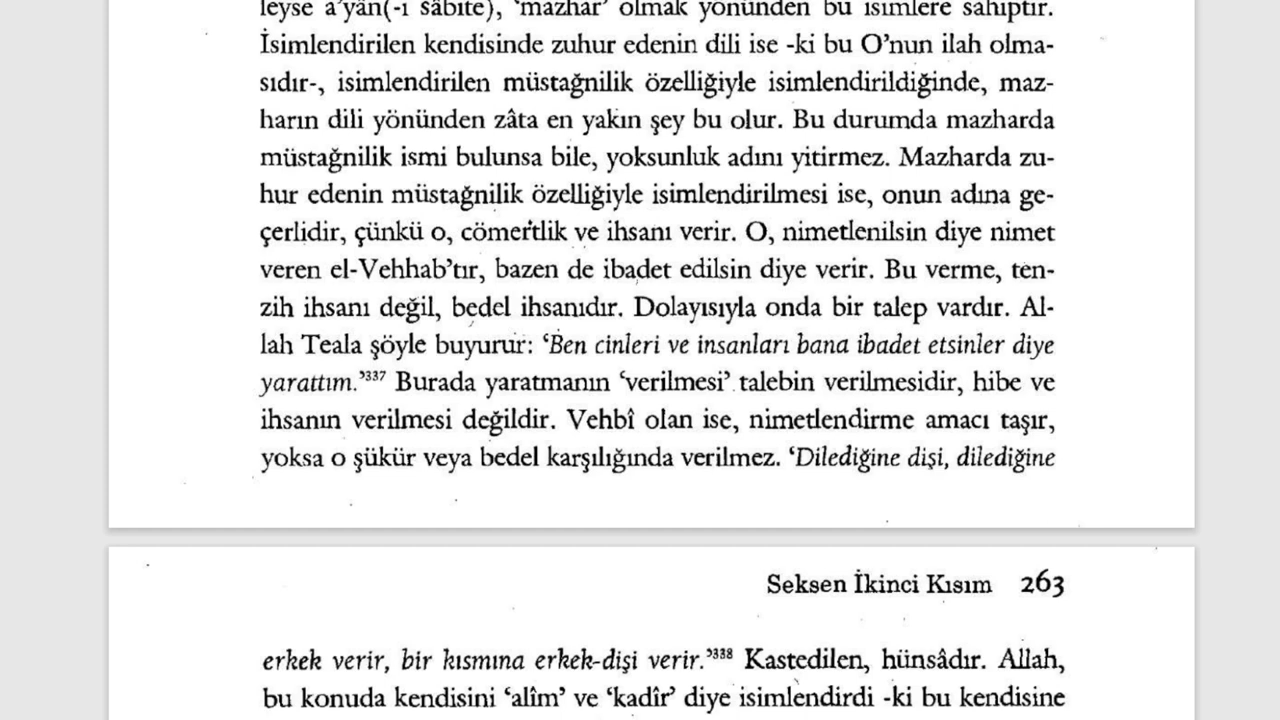 leyse a'yân(-ı sâbite), 'mazhar' olmak yönünden bu isimlere sahiptir.
İsimlendirilen kendisinde zuhur edenin dili ise -ki bu O'nun ilah olma-
sıdır-, isimlendirilen müstağnilik özelliğiyle isimlendirildiğinde, maz-
harın dili yönünden zâta en yakın şey bu olur. Bu durumda mazharda
müstağnilik ismi bulunsa bile, yoksunluk adını yitirmez. Mazharda zu-
hur edenin müstağnilik özelliğiyle isimlendirilmesi ise, onun adına ge-
çerlidir, çünkü o, cömertlik ve ihsanı verir. O, nimetlenilsin diye nimet
veren el-Vehhab'tır, bazen de ibadet edilsin diye verir. Bu verme, ten-
zih ihsanı değil, bedel ihsanıdır. Dolayısıyla onda bir talep vardır. Al-
lah Teala şöyle buyurur: 'Ben cinleri ve insanları bana ibadet etsinler diye
yarattım.'337 Burada yaratmanın 'verilmesi' talebin verilmesidir, hibe ve
ihsanın verilmesi değildir. Vehbî olan ise, nimetlendirme amacı taşır,
yoksa o şükür veya bedel karşılığında verilmez. 'Dilediğine dişi, dilediğine
Seksen İkinci Kısım 263
erkek verir, bir kısmına erkek-dişi verir.'338 Kastedilen, hünsâdır. Allah,
bu konuda kendisini 'alîm' ve 'kadîr' diye isimlendirdi -ki bu kendisine